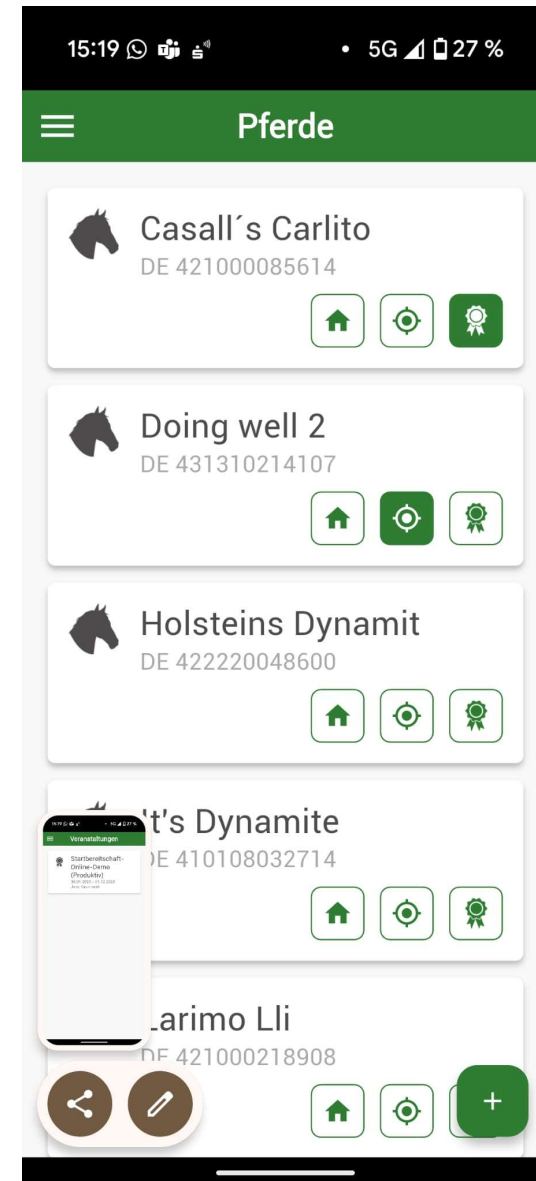 15:19 5G 27 %
Pferde
Casall´s Carlito
DE 421000085614
Doing well 2
DE 431310214107
Holsteins Dynamit
DE 422220048600
It's Dynamite
DE 410108032714
Larimo Lli
DE 421000218908
+
Veranstaltungen
Startbereitschaft-
Online-Demo
(Produktiv)